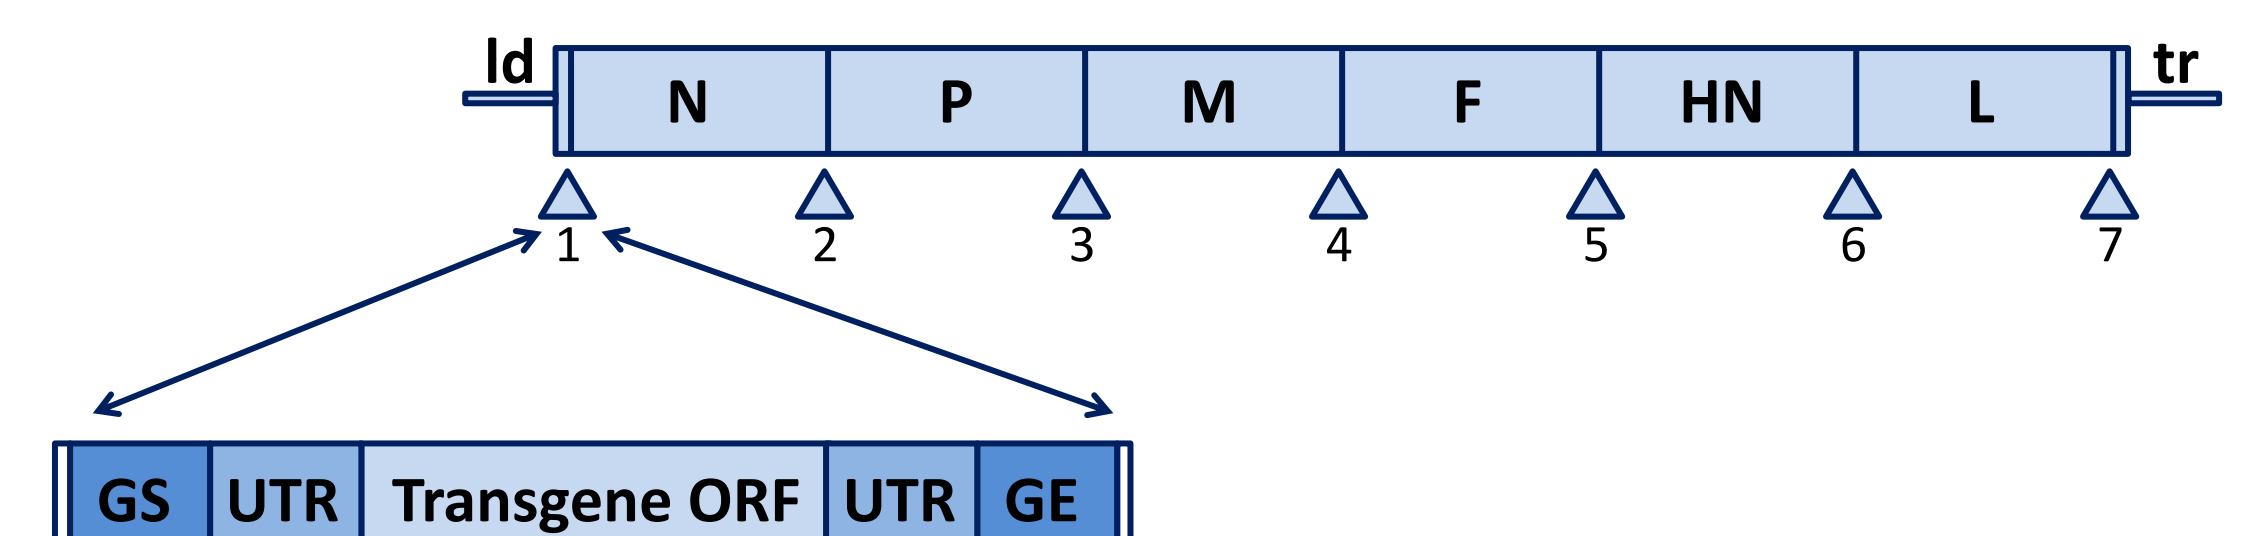 ld tr
N P M F HN L
1 2 3 4 5 6 7
GS UTR Transgene ORF UTR GE